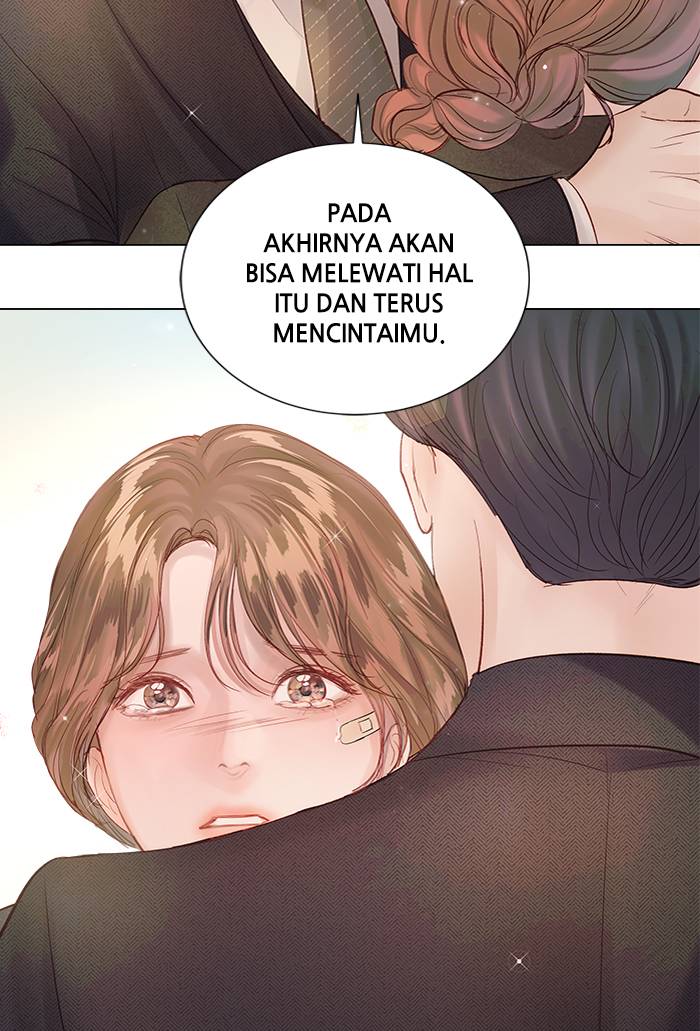 PADA
AKHIRNYA AKAN
BISA MELEWATI HAL
ITU DAN TERUS
MENCINTAIMU.